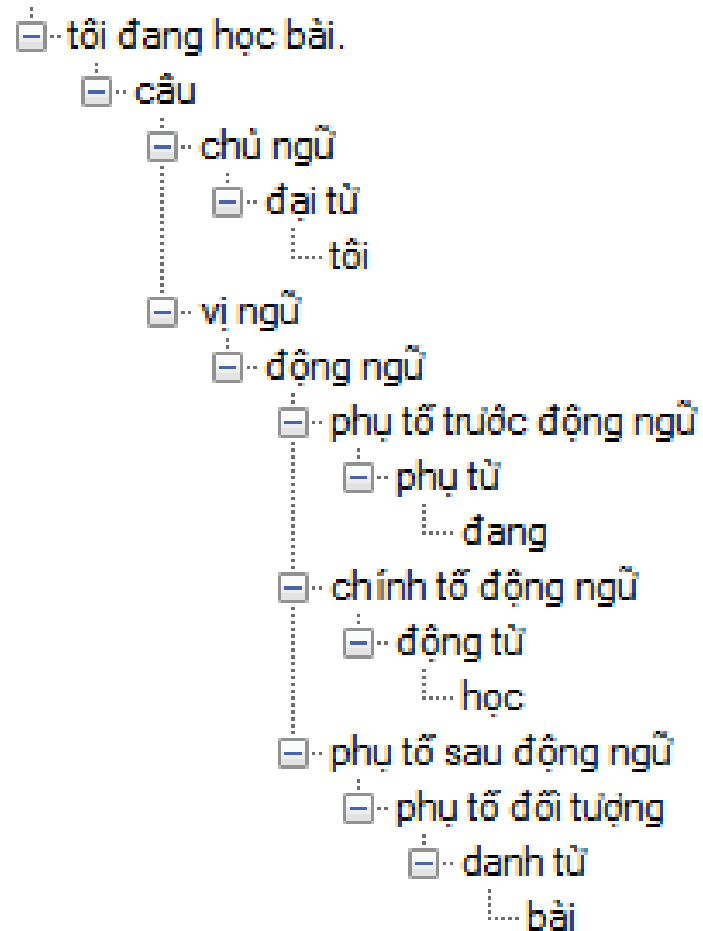 tôi đang học bài.
câu
chủ ngữ
đại từ
tôi
vị ngữ
động ngữ
phụ tố trước động ngữ
phụ từ
đang
chính tố động ngữ
động từ
học
phụ tố sau động ngữ
phụ tố đối tượng
danh từ
bài